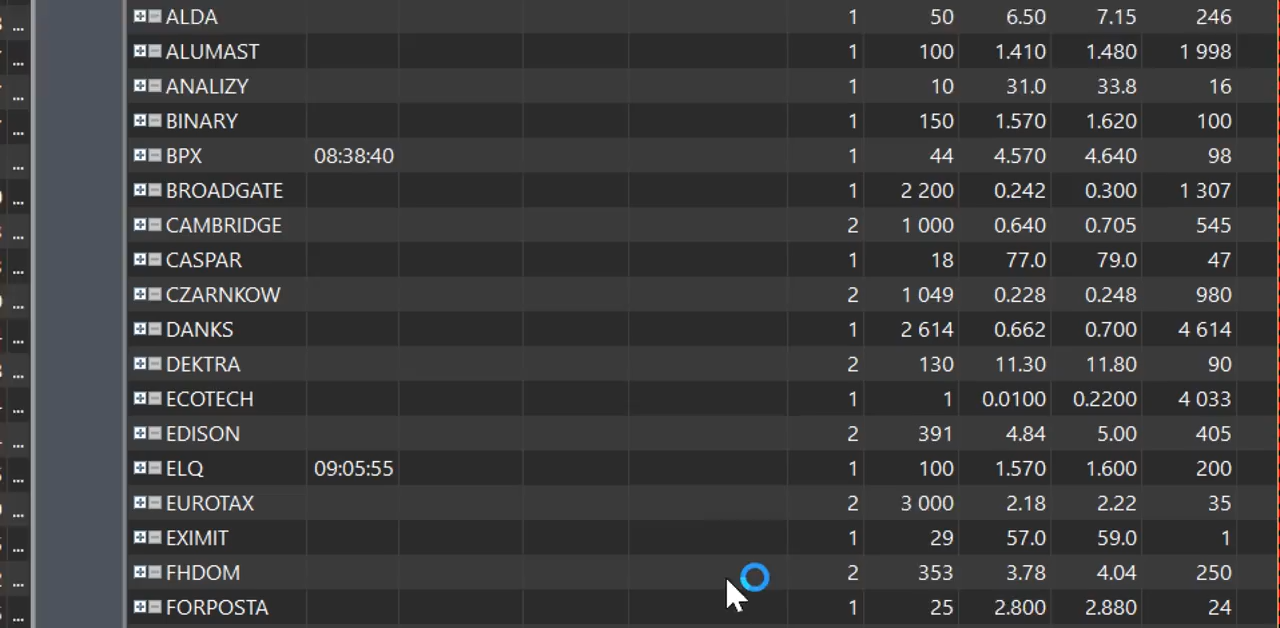 ALDA 1 50 6.50 7.15 246
ALUMAST 1 100 1.410 1.480 1 998
ANALIZY 1 10 31.0 33.8 16
BINARY 1 150 1.570 1.620 100
BPX 08:38:40 1 44 4.570 4.640 98
BROADGATE 1 2 200 0.242 0.300 1 307
CAMBRIDGE 2 1 000 0.640 0.705 545
CASPAR 1 18 77.0 79.0 47
CZARNKOW 2 1 049 0.228 0.248 980
DANKS 1 2 614 0.662 0.700 4 614
DEKTRA 2 130 11.30 11.80 90
ECOTECH 1 1 0.0100 0.2200 4 033
EDISON 2 391 4.84 5.00 405
ELQ 09:05:55 1 100 1.570 1.600 200
EUROTAX 2 3 000 2.18 2.22 35
EXIMIT 1 29 57.0 59.0 1
FHDOM 2 353 3.78 4.04 250
FORPOSTA 1 25 2.800 2.880 24